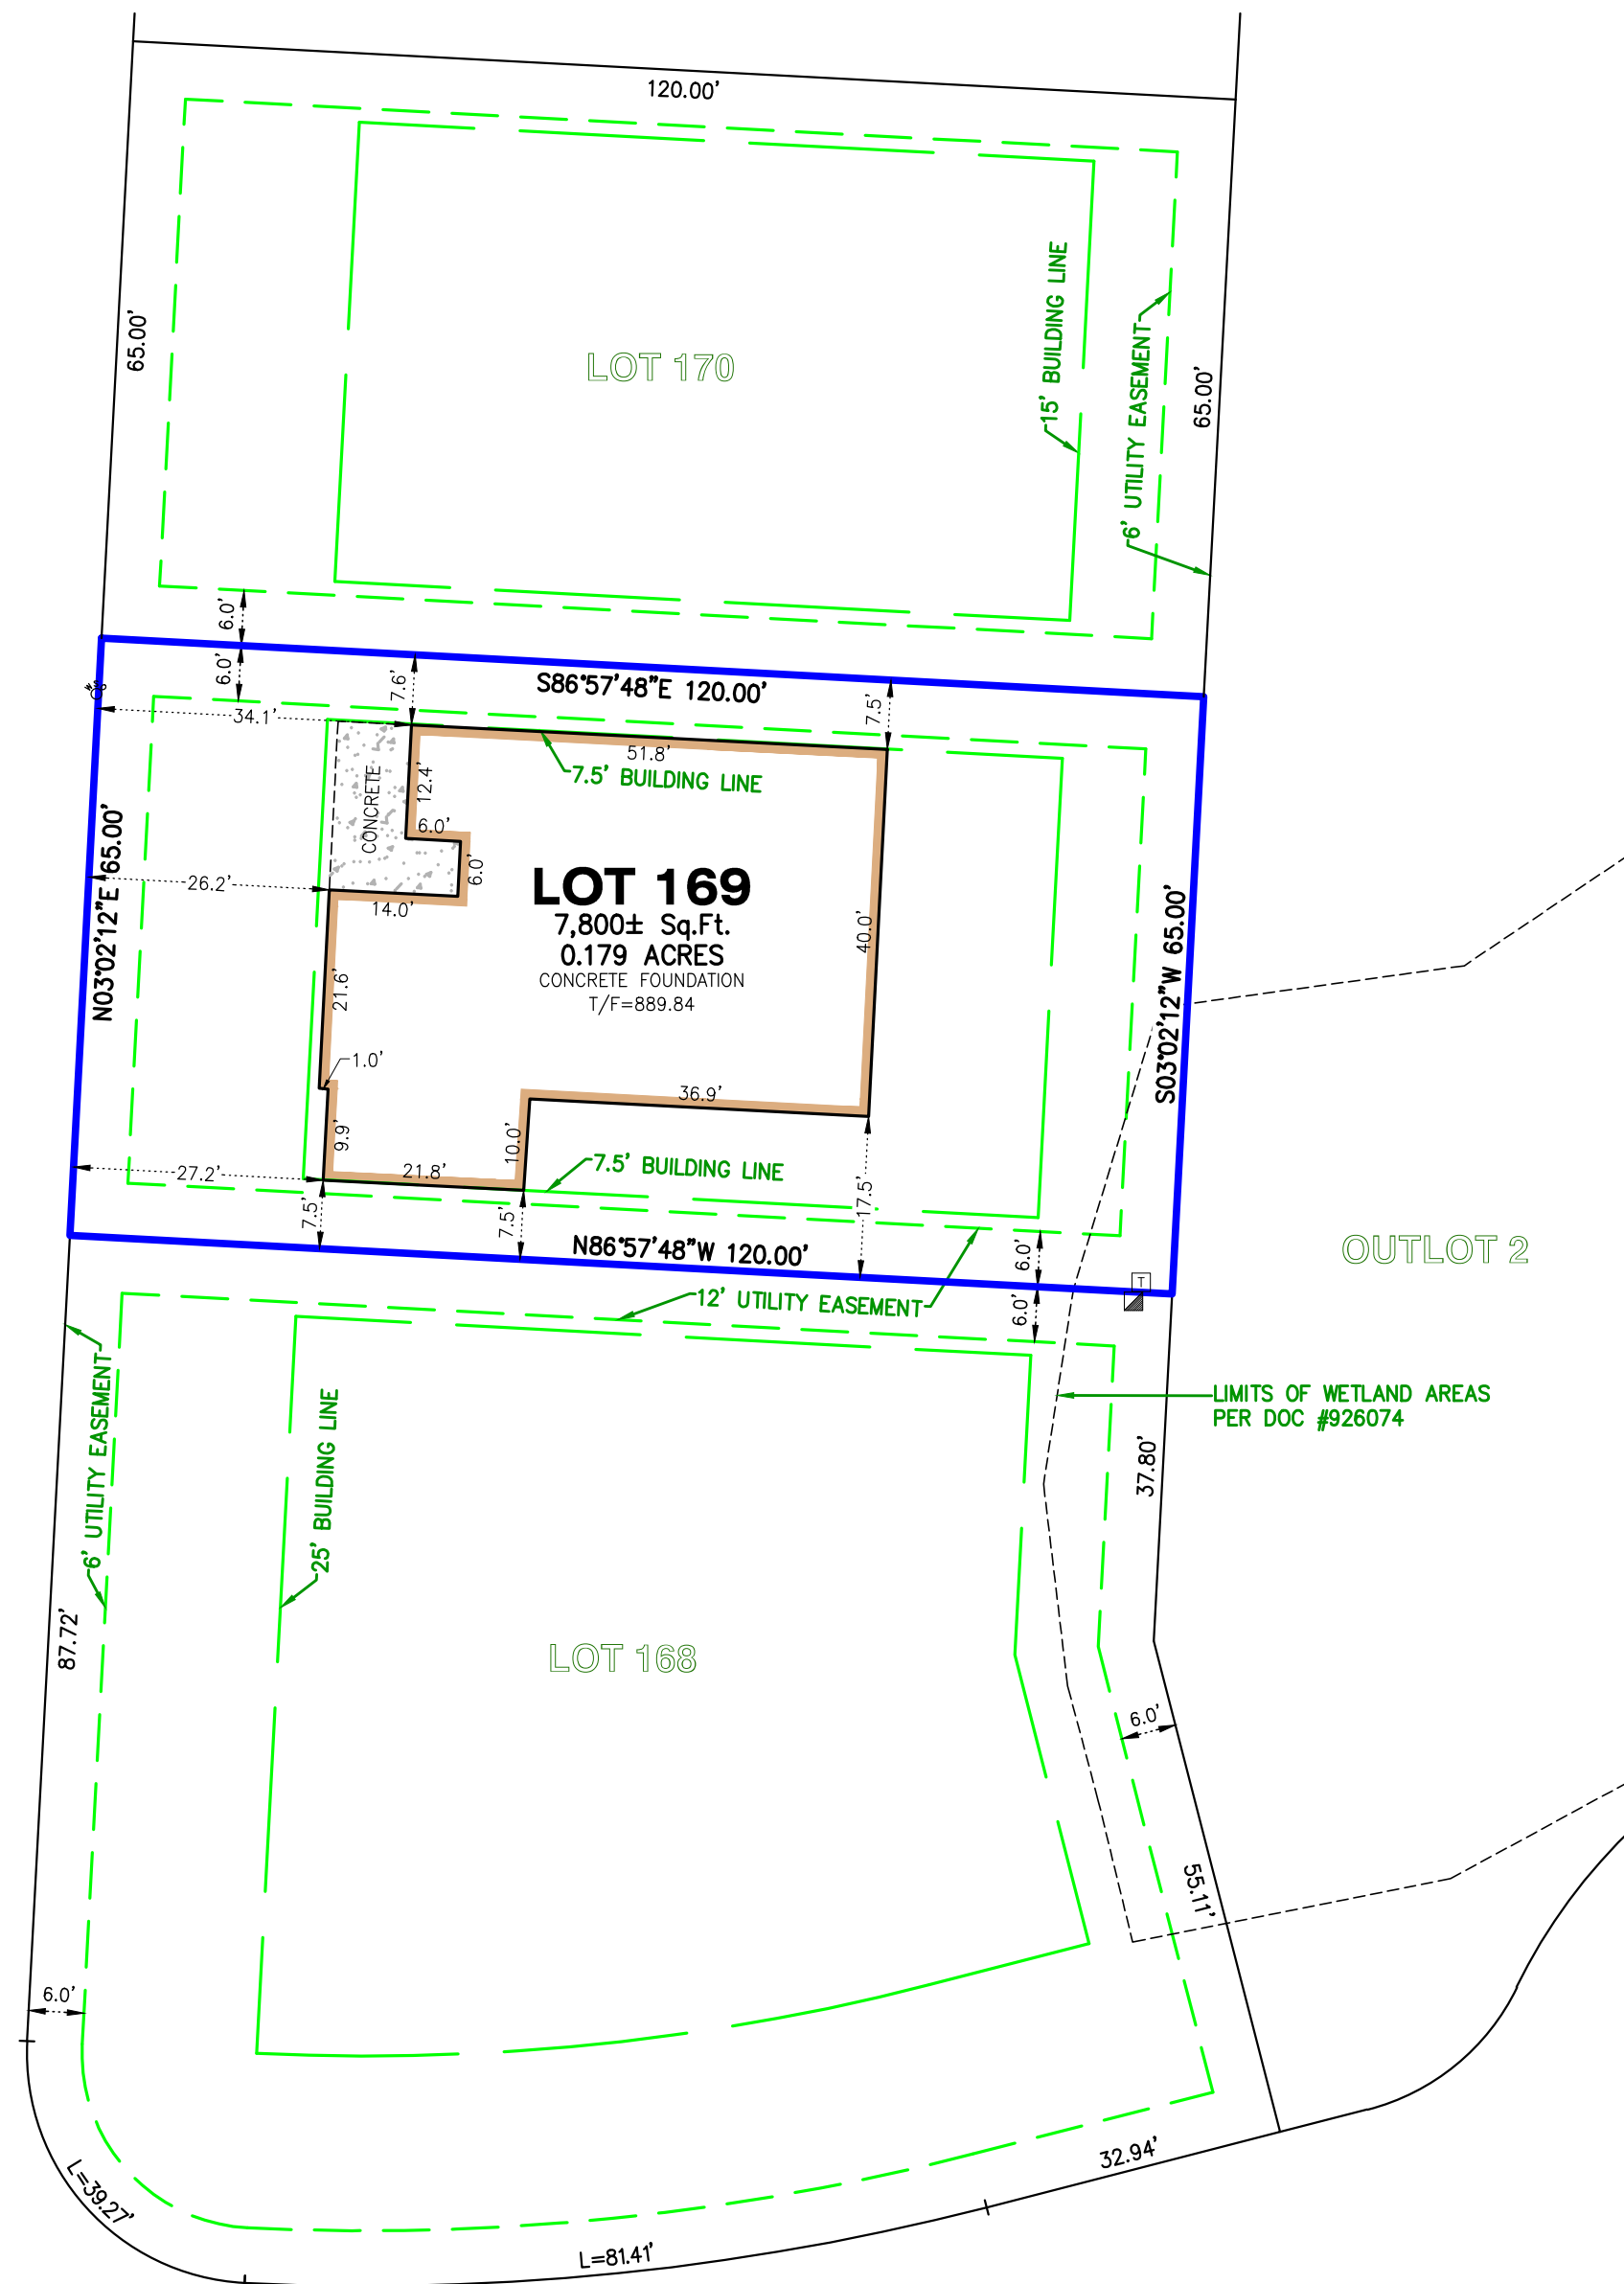 120.00'
65.00'
LOT 170
15' BUILDING LINE
6' UTILITY EASEMENT
65.00'
6.0'
6.0'
7.6'
S86°57'48"E 120.00'
7.5'
34.1'
51.8'
7.5' BUILDING LINE
CONCRETE
12.4'
6.0'
6.0'
26.2'
14.0'
LOT 169
7,800± Sq.Ft.
0.179 ACRES
CONCRETE FOUNDATION
T/F=889.84
40.0'
N03°02'12"E 65.00'
S03°02'12"W 65.00'
21.6'
1.0'
36.9'
9.9'
10.0'
27.2'
21.8'
7.5' BUILDING LINE
17.5'
7.5'
7.5'
N86°57'48"W 120.00'
6.0'
T
OUTLOT 2
12' UTILITY EASEMENT
6.0'
6' UTILITY EASEMENT
25' BUILDING LINE
LIMITS OF WETLAND AREAS
PER DOC #926074
37.80'
87.72'
LOT 168
6.0'
55.11'
6.0'
32.94'
L=39.27'
L=81.41'